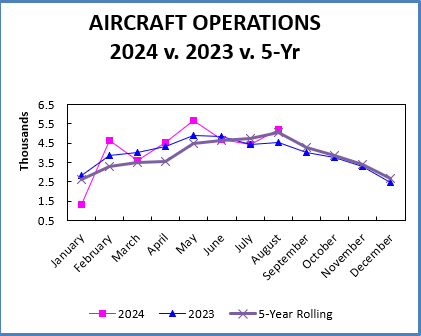 AIRCRAFT OPERATIONS
2024 v. 2023 v. 5-Yr
Thousands
6.5
5.5
4.5
3.5
2.5
1.5
0.5
January
February
March
April
May
June
July
August
September
October
November
December
2024
2023
5-Year Rolling